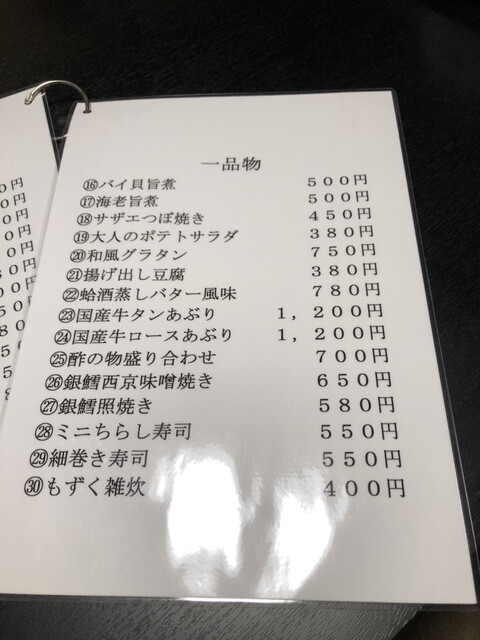 一品物
⑯バイ貝旨煮 500円
⑰海老旨煮 500円
⑱サザエつぼ焼き 450円
⑲大人のポテトサラダ 380円
⑳和風グラタン 750円
㉑揚げ出し豆腐 380円
㉒蛤酒蒸しバター風味 780円
㉓国産牛タンあぶり 1，200円
㉔国産牛ロースあぶり 1，200円
㉕酢の物盛り合わせ 700円
㉖銀鱈西京味噌焼き 650円
㉗銀鱈照焼き 580円
㉘ミニちらし寿司 550円
㉙細巻き寿司 550円
㉚もずく雑炊 400円